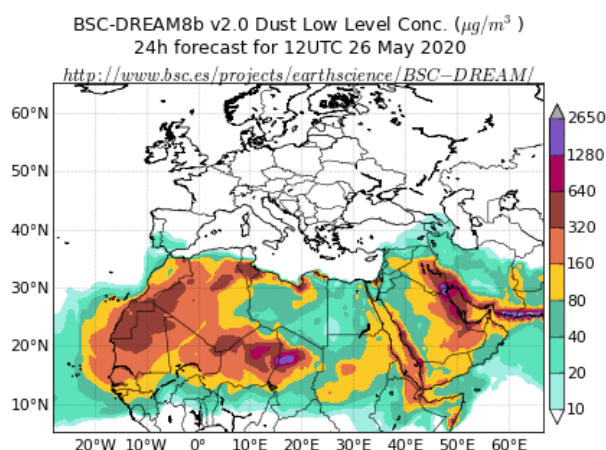 BSC-DREAM8b v2.0 Dust Low Level Conc. (μg/m³ )
24h forecast for 12UTC 26 May 2020
http://www.bsc.es/projects/earthscience/BSC−DREAM/
60°N
50°N
40°N
30°N
20°N
10°N
20°W 10°W 0° 10°E 20°E 30°E 40°E 50°E 60°E
2650
1280
640
320
160
80
40
20
10